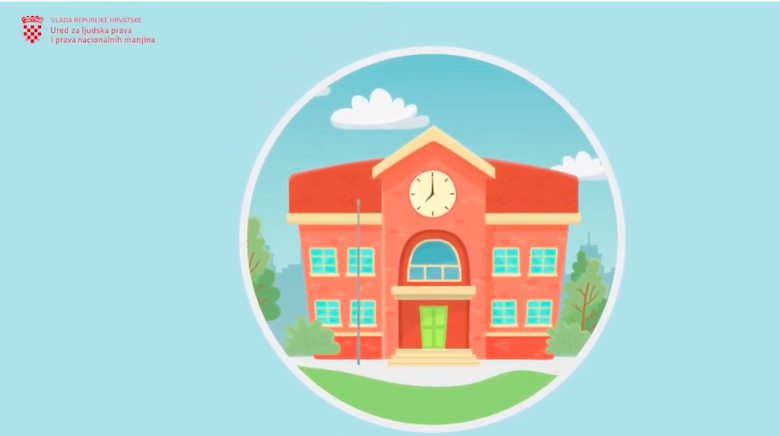 VLADA REPUBLIKE HRVATSKE
Ured za ljudska prava
i prava nacionalnih manjina